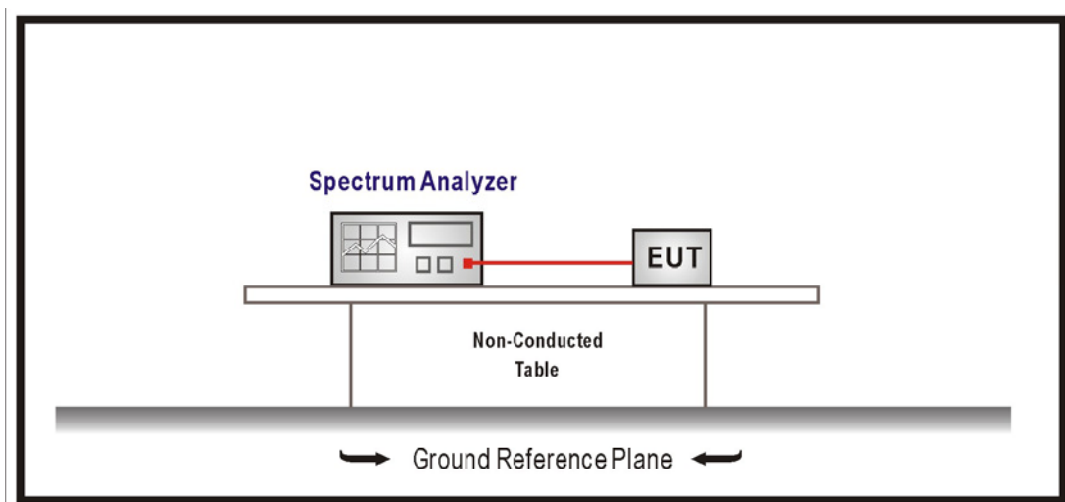 Spectrum Analyzer
EUT
Non-Conducted
Table
Ground Reference Plane